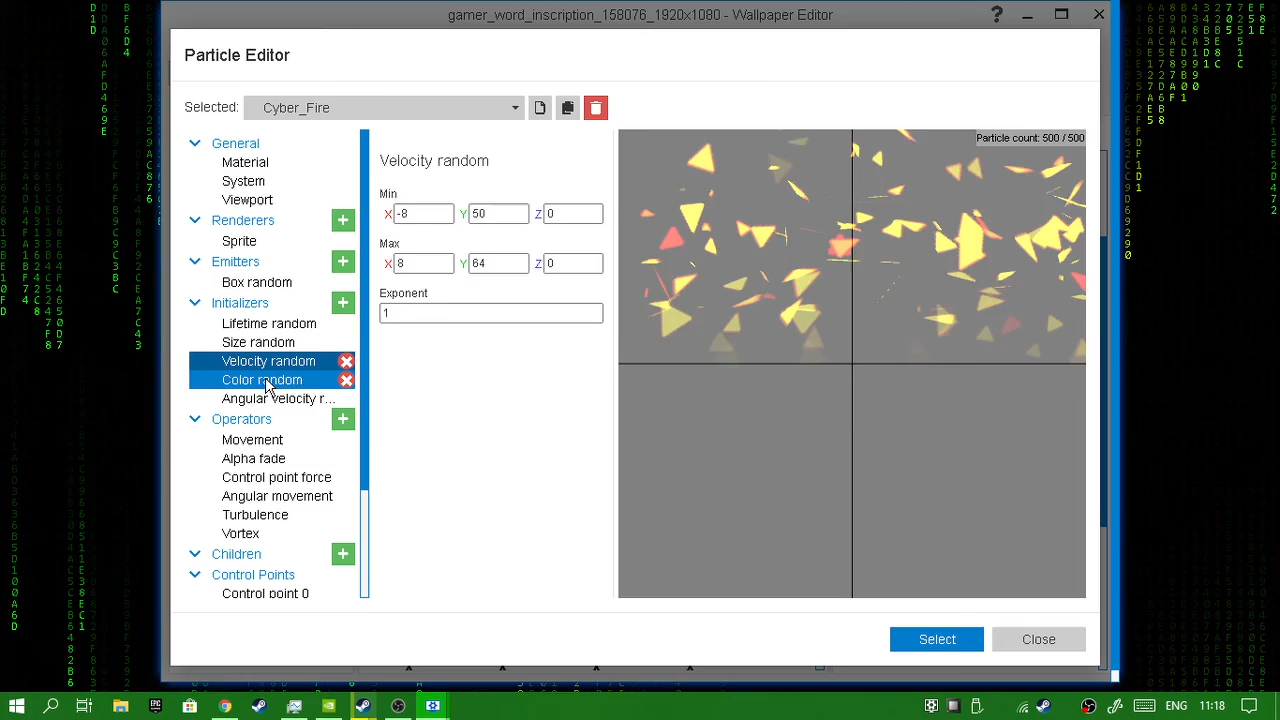 gamer_word_inscription_158076_1920x1080 - Wallpaper Editor
Particle Editor
Selected: Cyber_Fire
General
Material
System
Viewport
Renderers
Sprite
Emitters
Box random
Initializers
Lifetime random
Size random
Velocity random
Color random
Angular velocity r...
Operators
Movement
Alpha fade
Control point force
Angular movement
Turbulence
Vortex
Children
Control Points
Control point 0
Velocity random
Min
X -8 Y 50 Z 0
Max
X 8 Y 64 Z 0
Exponent
1
Particle count: 500 / 500
Select Close
EPIC
ENG 11:18